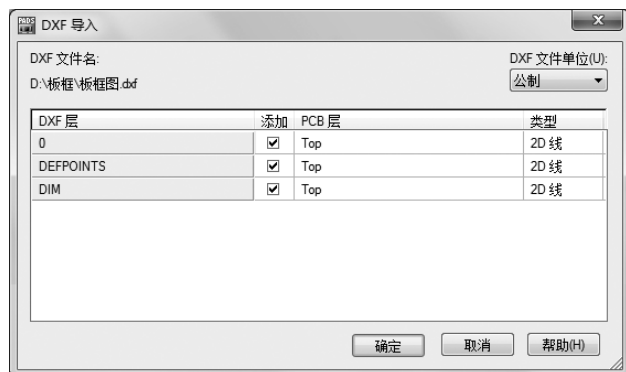 PADS DXF 导入
DXF 文件名:
DXF 文件单位(U):
D:\板框\板框图.dxf
公制
DXF 层 添加 PCB 层 类型
0 Top 2D 线
DEFPOINTS Top 2D 线
DIM Top 2D 线
确定 取消 帮助(H)